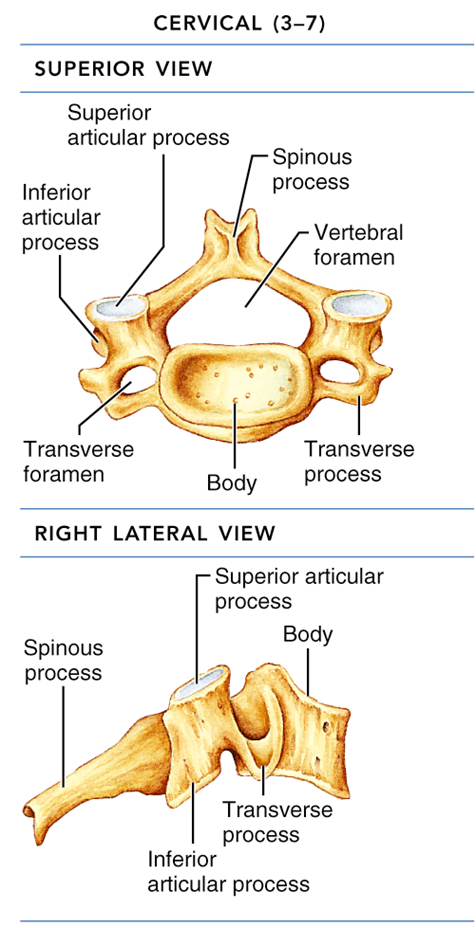 CERVICAL (3–7)
SUPERIOR VIEW
Superior
articular process
Spinous
process
Inferior
articular
process
Vertebral
foramen
Transverse
foramen
Body
Transverse
process
RIGHT LATERAL VIEW
Superior articular
process
Body
Spinous
process
Transverse
process
Inferior
articular process